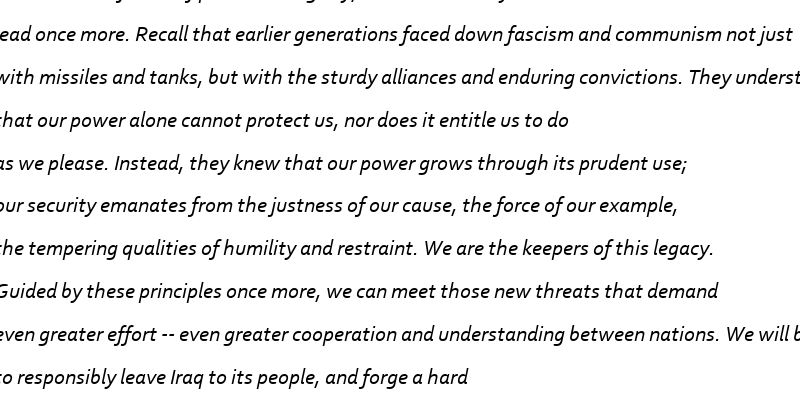 ead once more. Recall that earlier generations faced down fascism and communism not just
with missiles and tanks, but with the sturdy alliances and enduring convictions. They underst
that our power alone cannot protect us, nor does it entitle us to do
as we please. Instead, they knew that our power grows through its prudent use;
our security emanates from the justness of our cause, the force of our example,
the tempering qualities of humility and restraint. We are the keepers of this legacy.
Guided by these principles once more, we can meet those new threats that demand
even greater effort -- even greater cooperation and understanding between nations. We will b
to responsibly leave Iraq to its people, and forge a hard